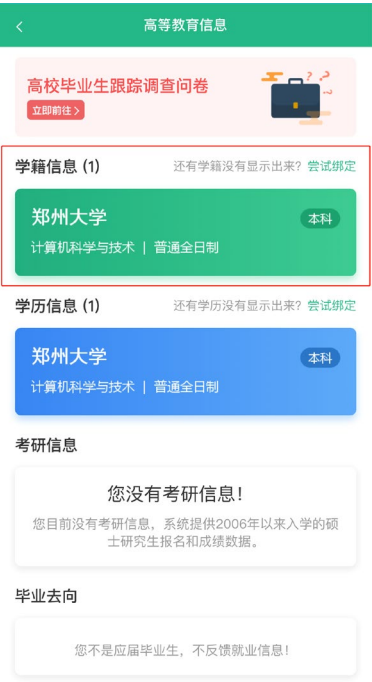 高等教育信息
高校毕业生跟踪调查问卷
立即前往 >
学籍信息 (1) 还有学籍没有显示出来？尝试绑定
郑州大学 本科
计算机科学与技术 | 普通全日制
学历信息 (1) 还有学历没有显示出来？尝试绑定
郑州大学 本科
计算机科学与技术 | 普通全日制
考研信息
您没有考研信息！
您目前没有考研信息，系统提供2006年以来入学的硕
士研究生报名和成绩数据。
毕业去向
您不是应届毕业生，不反馈就业信息！